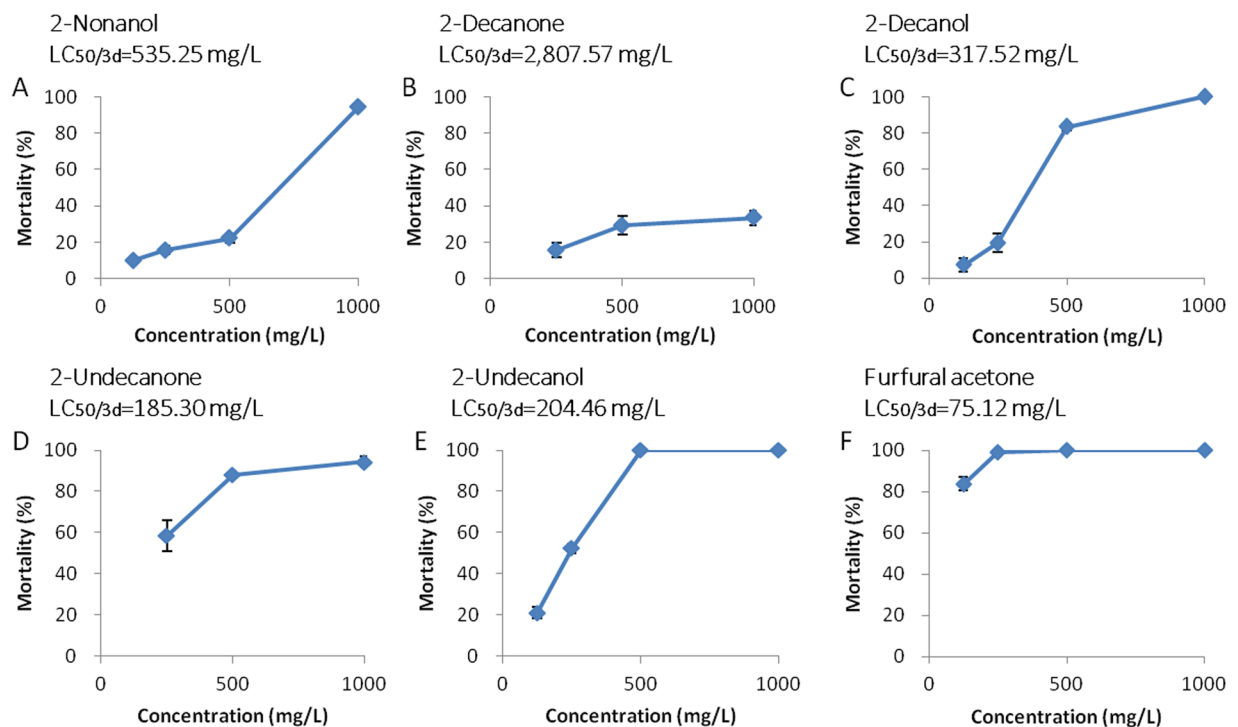 2-Nonanol
LC50/3d=535.25 mg/L
A
100
80
60
40
20
0
Mortality (%)
0 500 1000
Concentration (mg/L)
2-Decanone
LC50/3d=2,807.57 mg/L
B
100
80
60
40
20
0
Mortality (%)
0 500 1000
Concentration (mg/L)
2-Decanol
LC50/3d=317.52 mg/L
C
100
80
60
40
20
0
Mortality (%)
0 500 1000
Concentration (mg/L)
2-Undecanone
LC50/3d=185.30 mg/L
D
100
80
60
40
20
0
Mortality (%)
0 500 1000
Concentration (mg/L)
2-Undecanol
LC50/3d=204.46 mg/L
E
100
80
60
40
20
0
Mortality (%)
0 500 1000
Concentration (mg/L)
Furfural acetone
LC50/3d=75.12 mg/L
F
100
80
60
40
20
0
Mortality (%)
0 500 1000
Concentration (mg/L)